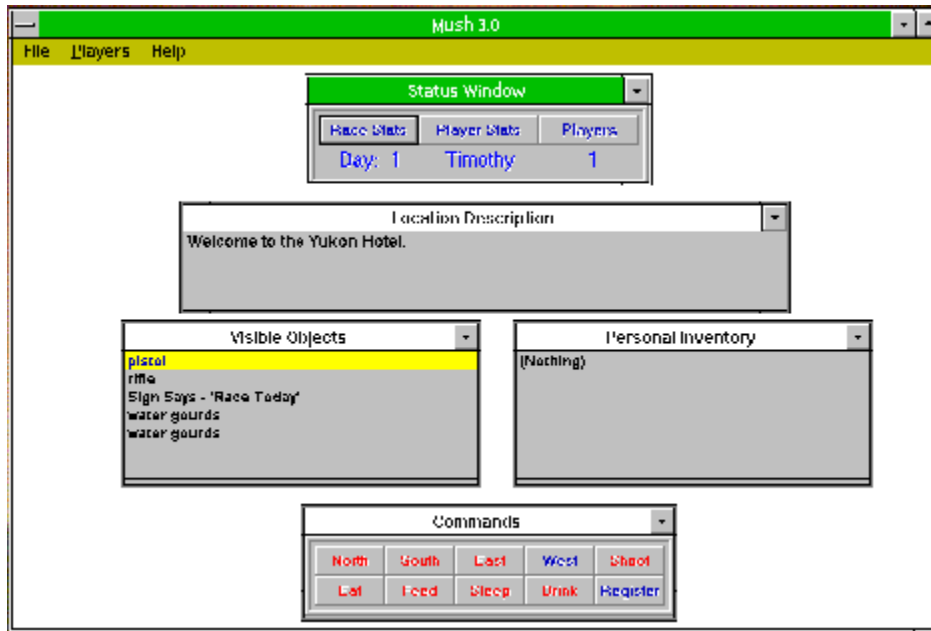 Mush 3.0
File Players Help
Status Window
Race Stats Player Stats Players
Day: 1 Timothy 1
Location Description
Welcome to the Yukon Hotel.
Visible Objects
pistol
rifle
Sign Says - 'Race Today'
water gourds
water gourds
Personal Inventory
(Nothing)
Commands
North South East West Shoot
Eat Feed Sleep Drink Register